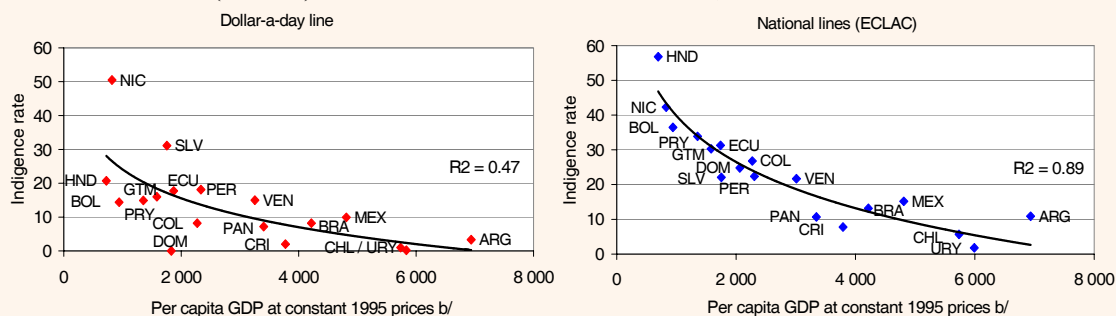 Dollar-a-day line
60
50
40
30
20
10
0
Indigence rate
NIC
SLV
HND
BOL
GTM
PRY
ECU
PER
COL
DOM
VEN
PAN
CRI
BRA
MEX
CHL / URY
ARG
R2 = 0.47
0
2 000
4 000
6 000
8 000
Per capita GDP at constant 1995 prices b/
National lines (ECLAC)
60
50
40
30
20
10
0
Indigence rate
HND
NIC
BOL
PRY
GTM
ECU
DOM
COL
SLV
PER
VEN
PAN
CRI
BRA
MEX
CHL
URY
ARG
R2 = 0.89
0
2 000
4 000
6 000
8 000
Per capita GDP at constant 1995 prices b/